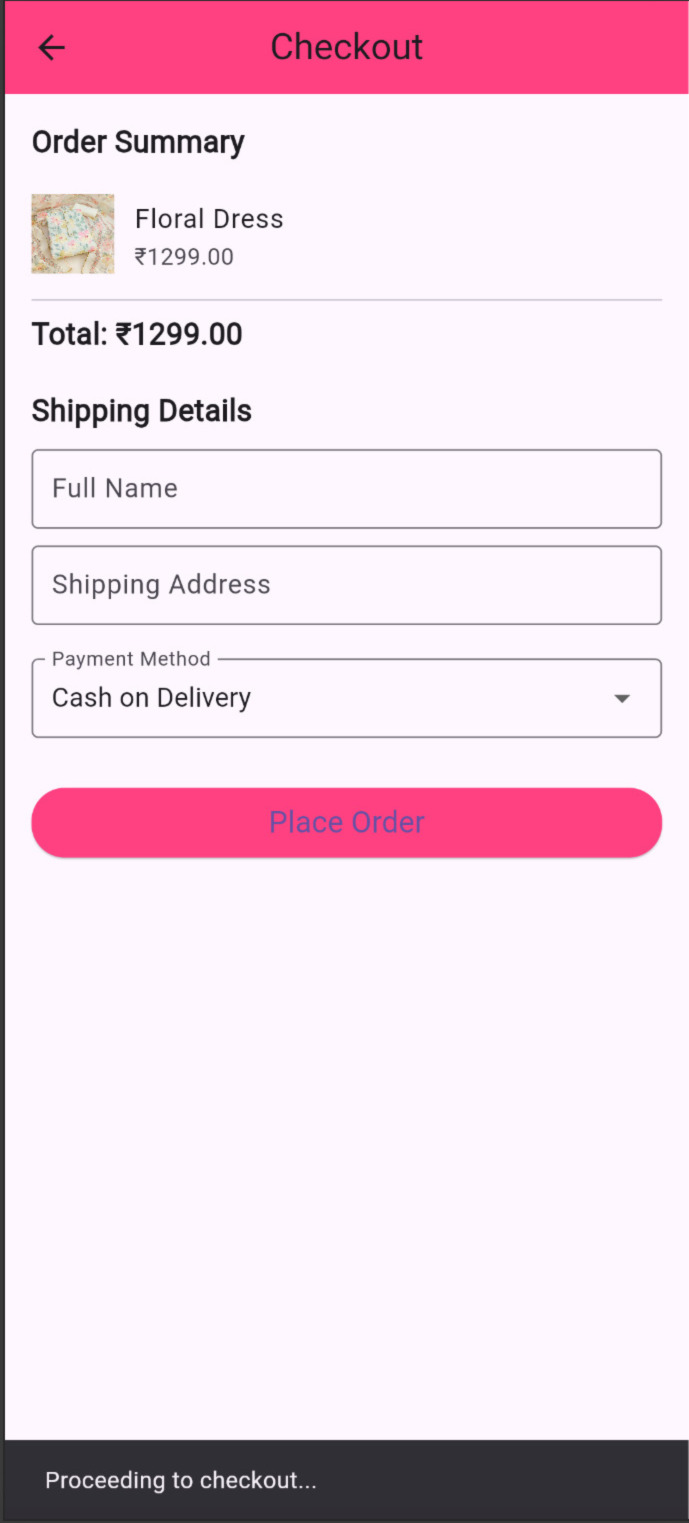 Checkout
Order Summary
Floral Dress
₹1299.00
Total: ₹1299.00
Shipping Details
Full Name
Shipping Address
Payment Method
Cash on Delivery
Place Order
Proceeding to checkout...